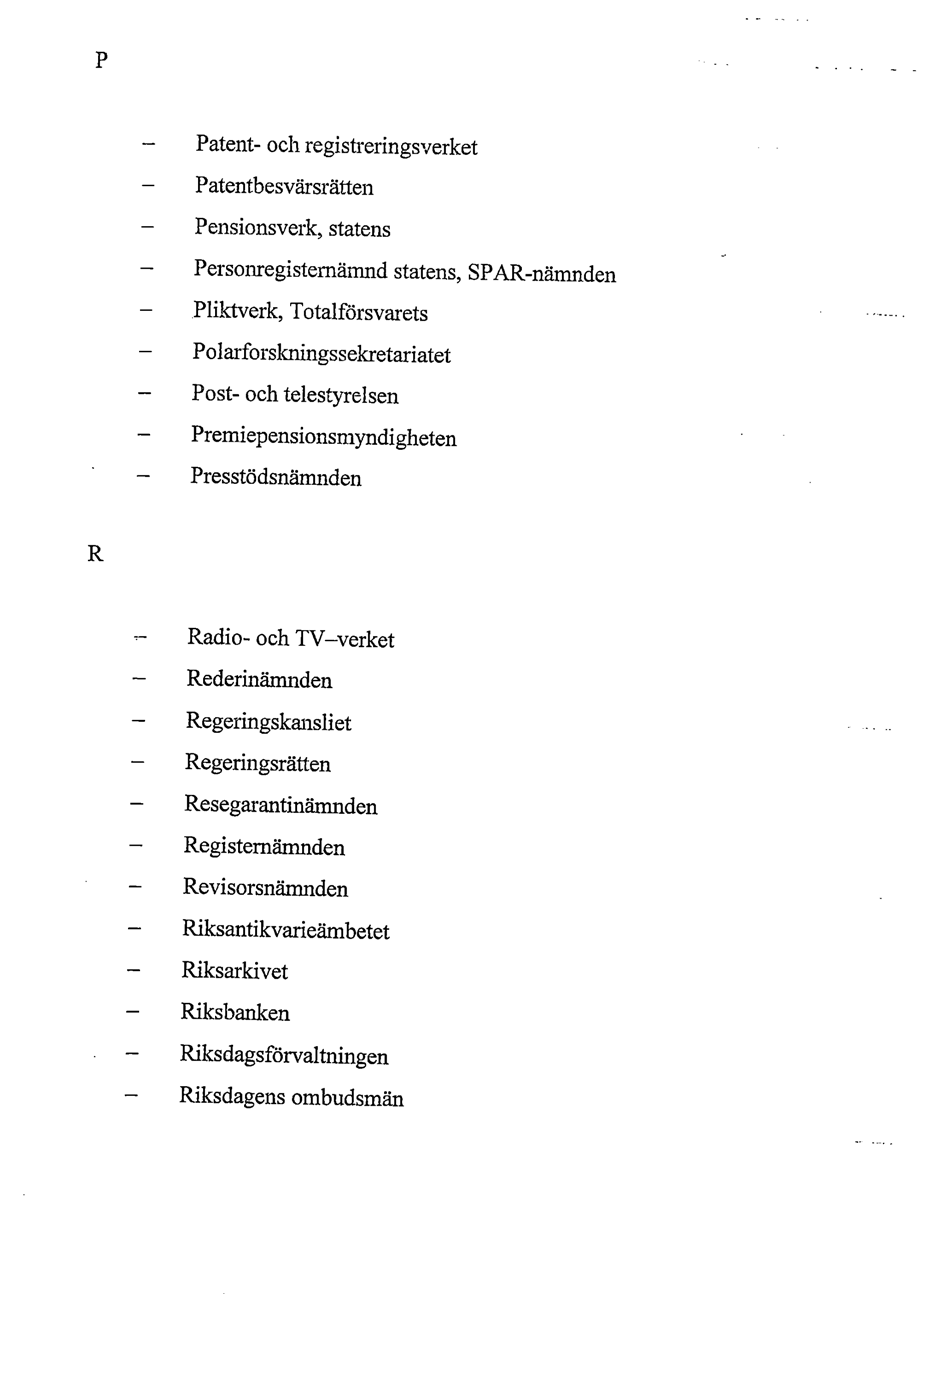 P
– Patent- och registreringsverket
– Patentbesvärsrätten
– Pensionsverk, statens
– Personregisternämnd statens, SPAR-nämnden
– Pliktverk, Totalförsvarets
– Polarforskningssekretariatet
– Post- och telestyrelsen
– Premiepensionsmyndigheten
– Presstödsnämnden
R
– Radio- och TV–verket
– Rederinämnden
– Regeringskansliet
– Regeringsrätten
– Resegarantinämnden
– Registernämnden
– Revisorsnämnden
– Riksantikvarieämbetet
– Riksarkivet
– Riksbanken
– Riksdagsförvaltningen
– Riksdagens ombudsmän